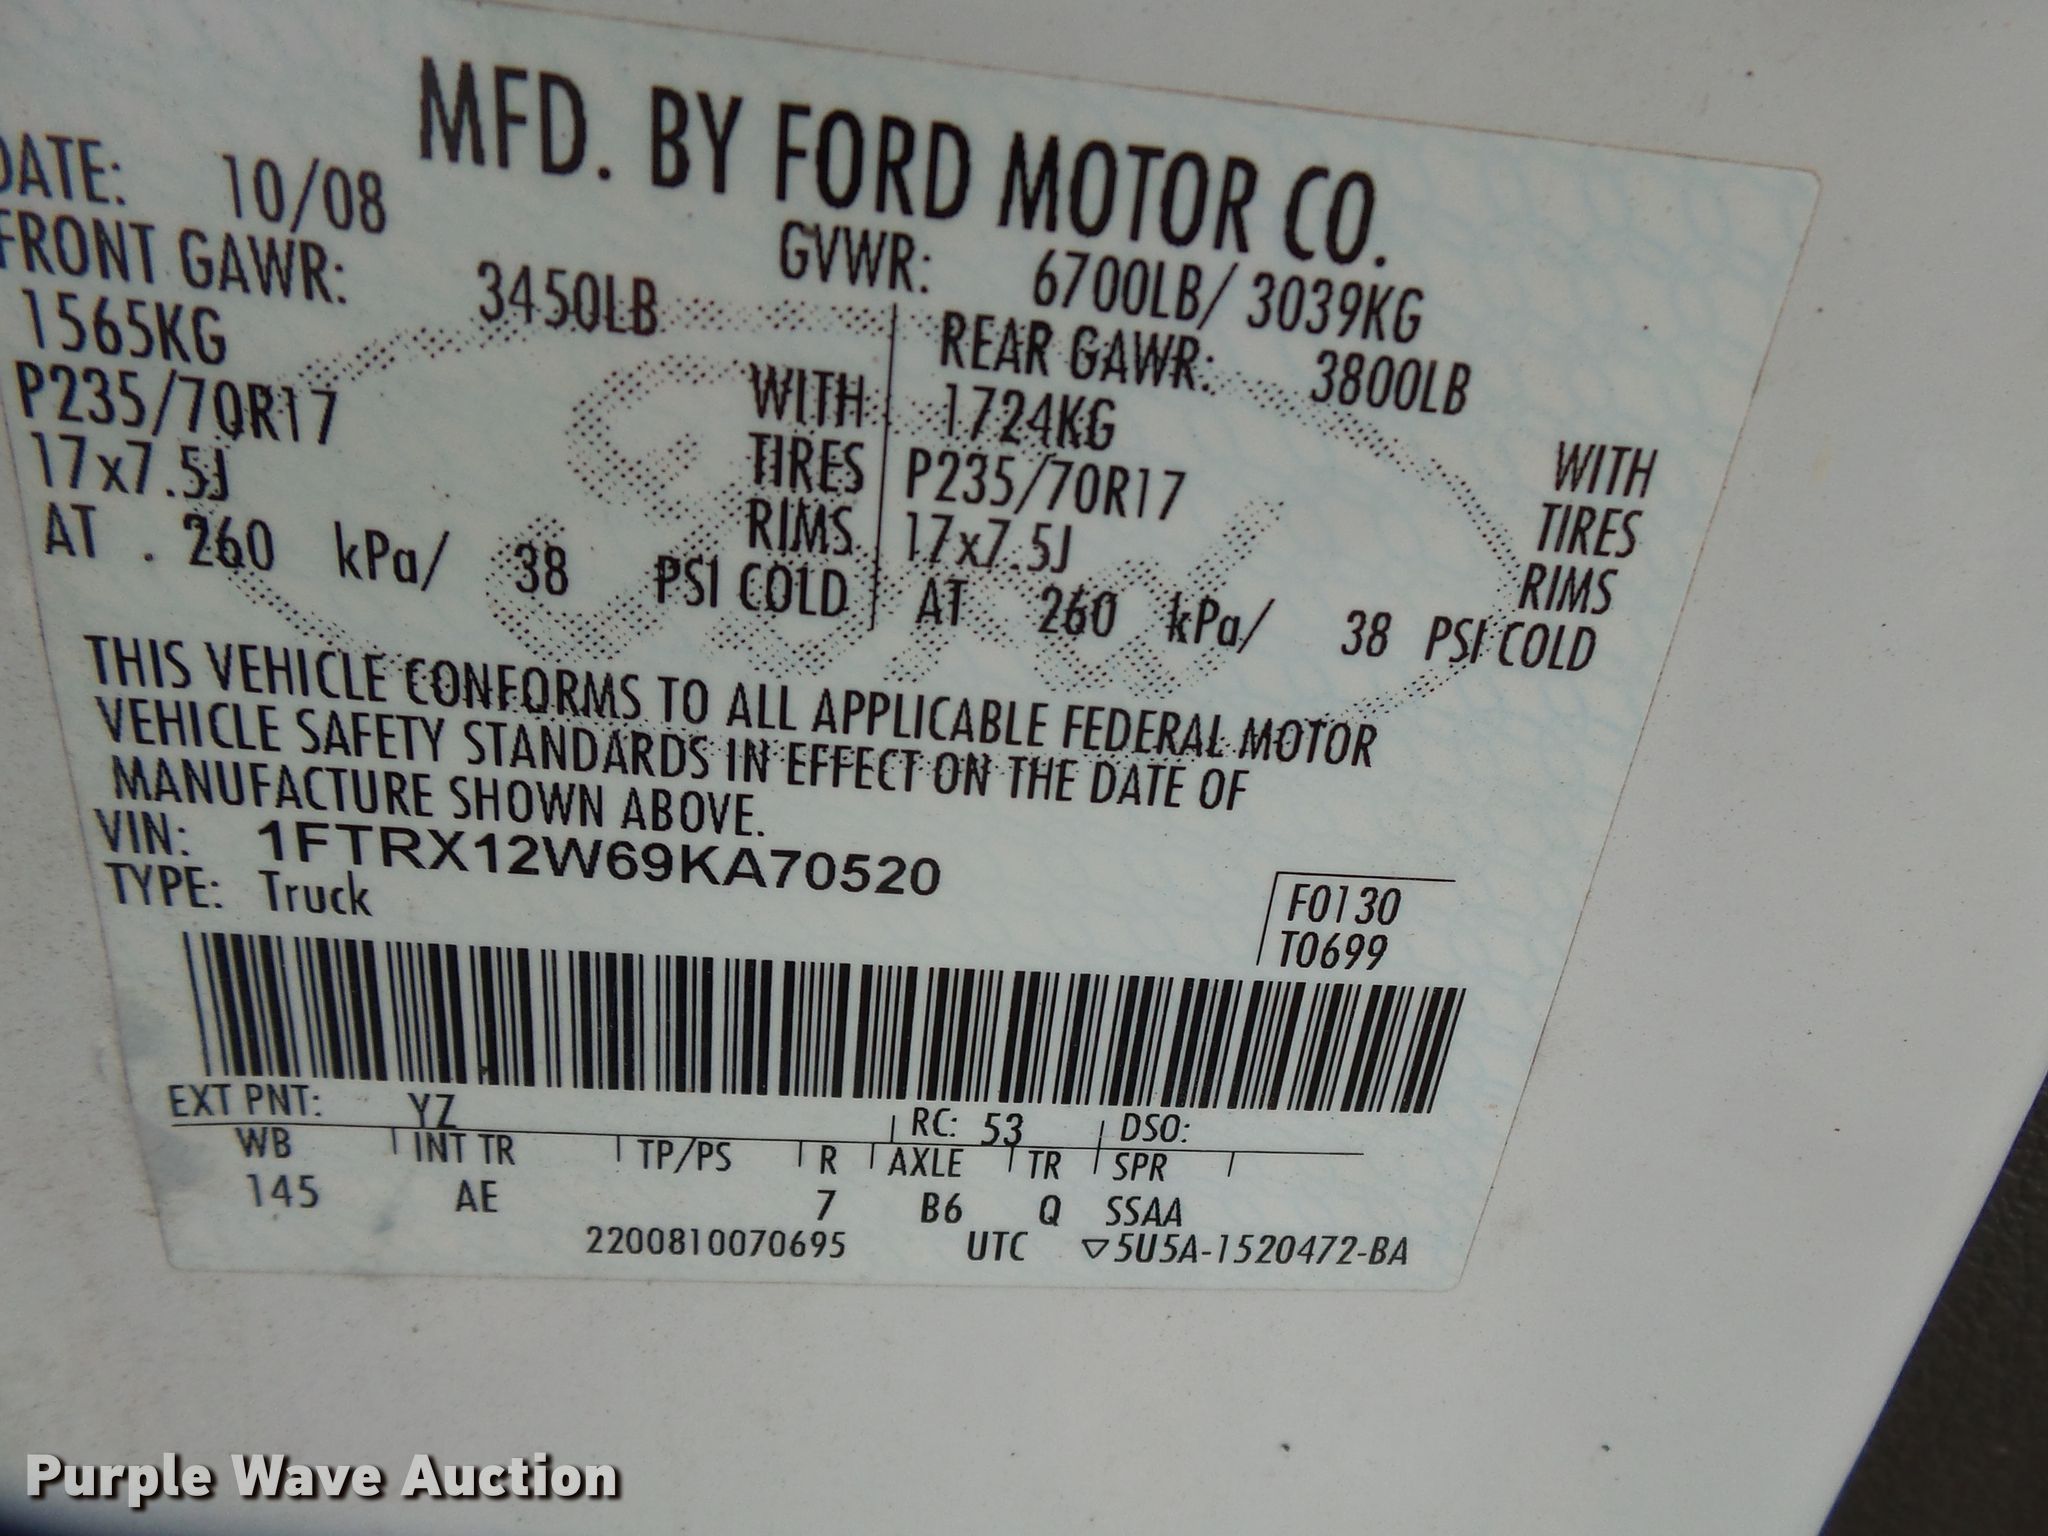 MFD. BY FORD MOTOR CO.
DATE: 10/08 GVWR: 6700LB/ 3039KG
FRONT GAWR: 3450LB REAR GAWR: 3800LB
1565KG WITH 1724KG WITH
P235/70R17 TIRES P235/70R17 TIRES
17x7.5J RIMS 17x7.5J RIMS
AT . 260 kPa/ 38 PSI COLD AT 260 kPa/ 38 PSI COLD
THIS VEHICLE CONFORMS TO ALL APPLICABLE FEDERAL MOTOR
VEHICLE SAFETY STANDARDS IN EFFECT ON THE DATE OF
MANUFACTURE SHOWN ABOVE.
VIN: 1FTRX12W69KA70520
TYPE: Truck
F0130
T0699
EXT PNT: YZ RC: 53 DSO:
WB INT TR TP/PS R AXLE TR SPR
145 AE 7 B6 Q SSAA
2200810070695 UTC ▽5U5A-1520472-BA
Purple Wave Auction